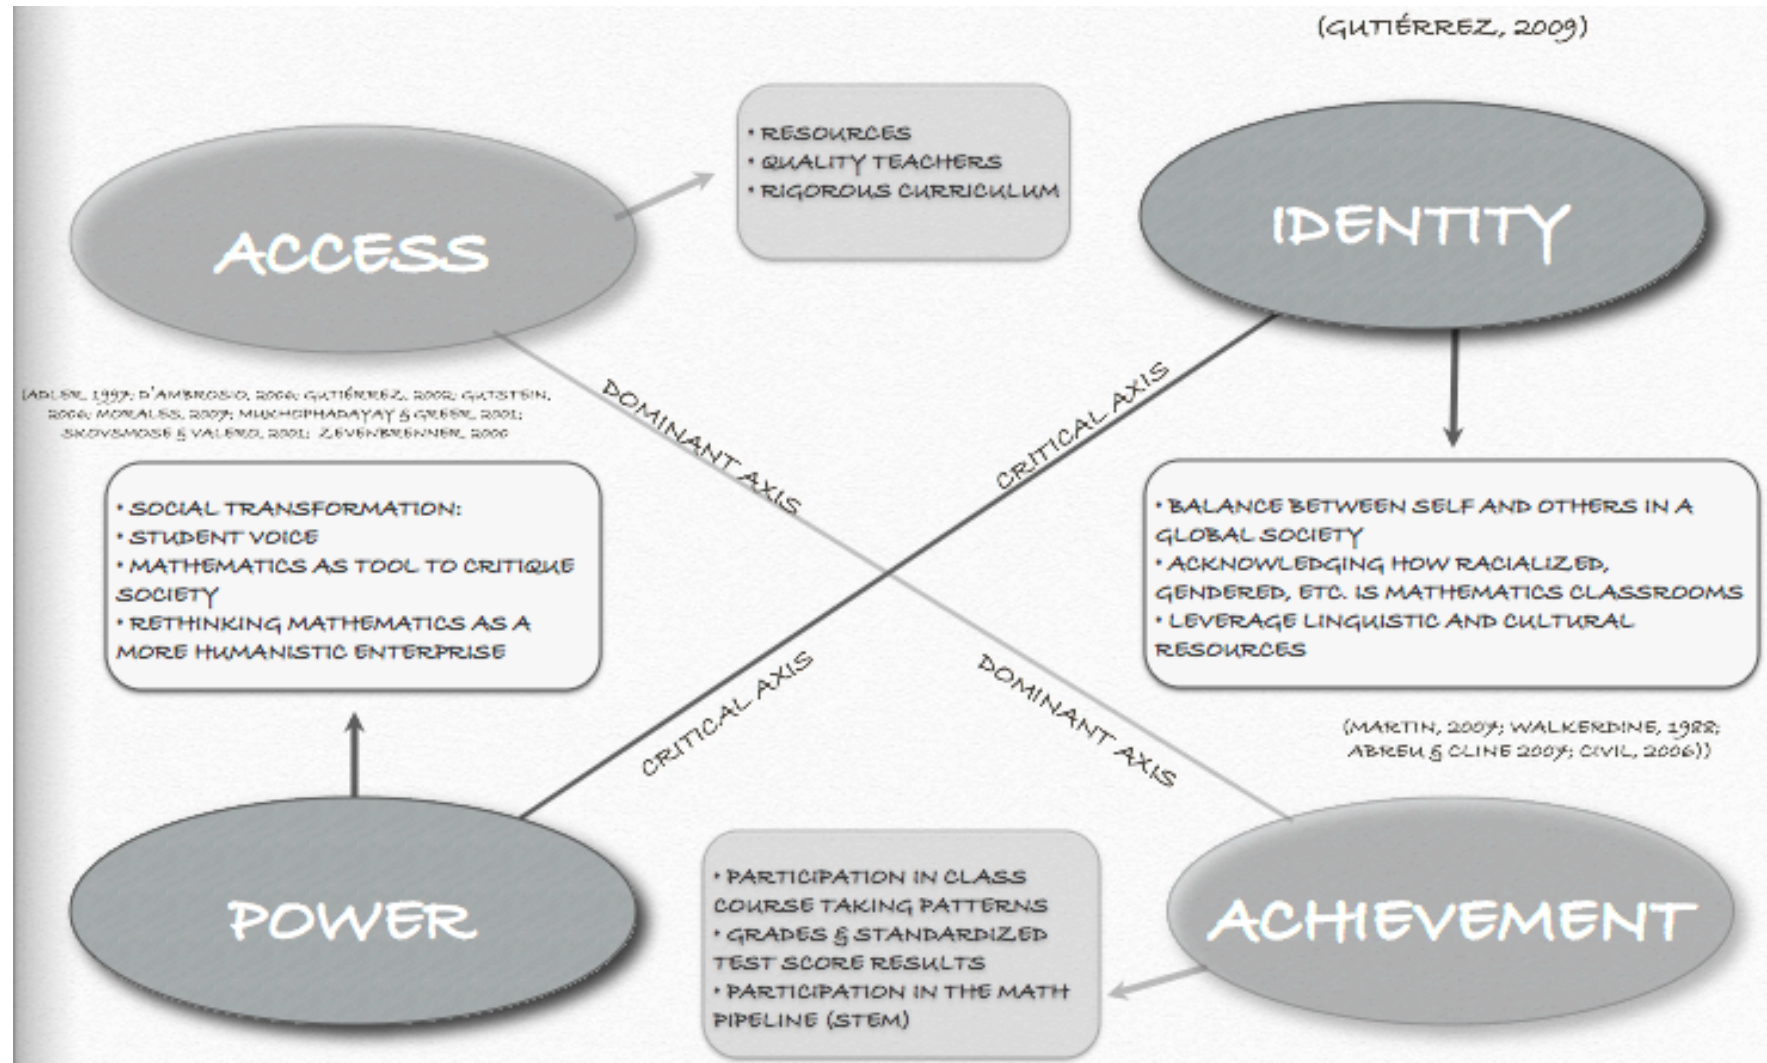 (GUTIÉRREZ, 2009)
ACCESS
• RESOURCES
• QUALITY TEACHERS
• RIGOROUS CURRICULUM
IDENTITY
(ADLER, 1997; D'AMBROSIO, 2006; GUTIÉRREZ, 2002; GUTSTEIN,
2006; MORALES, 2007; MUKHOPHADAYAY & GREER, 2001;
SKOVSMOSE & VALERO, 2001; ZEVENBRENNER, 2000
DOMINANT AXIS
CRITICAL AXIS
• SOCIAL TRANSFORMATION:
• STUDENT VOICE
• MATHEMATICS AS TOOL TO CRITIQUE
SOCIETY
• RETHINKING MATHEMATICS AS A
MORE HUMANISTIC ENTERPRISE
• BALANCE BETWEEN SELF AND OTHERS IN A
GLOBAL SOCIETY
• ACKNOWLEDGING HOW RACIALIZED,
GENDERED, ETC. IS MATHEMATICS CLASSROOMS
• LEVERAGE LINGUISTIC AND CULTURAL
RESOURCES
CRITICAL AXIS
DOMINANT AXIS
(MARTIN, 2007; WALKERDINE, 1988;
ABREU & CLINE 2007; CIVIL, 2006))
POWER
• PARTICIPATION IN CLASS
COURSE TAKING PATTERNS
• GRADES & STANDARDIZED
TEST SCORE RESULTS
• PARTICIPATION IN THE MATH
PIPELINE (STEM)
ACHIEVEMENT